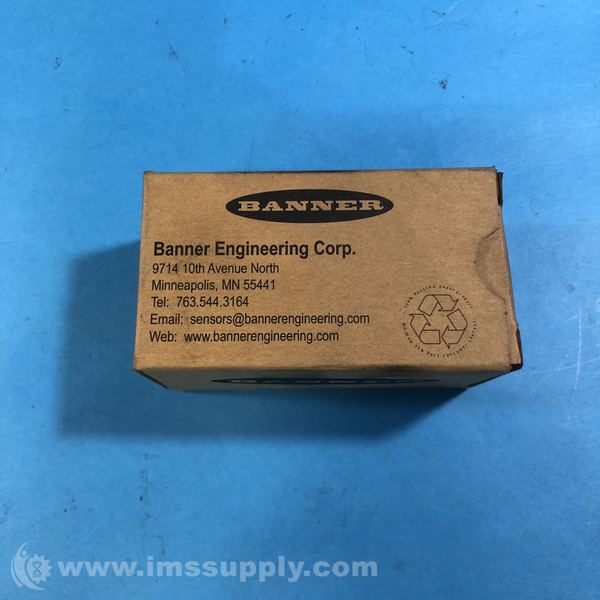 BANNER
Banner Engineering Corp.
9714 10th Avenue North
Minneapolis, MN 55441
Tel: 763.544.3164
Email: sensors@bannerengineering.com
Web: www.bannerengineering.com
BANNER
www.imssupply.com